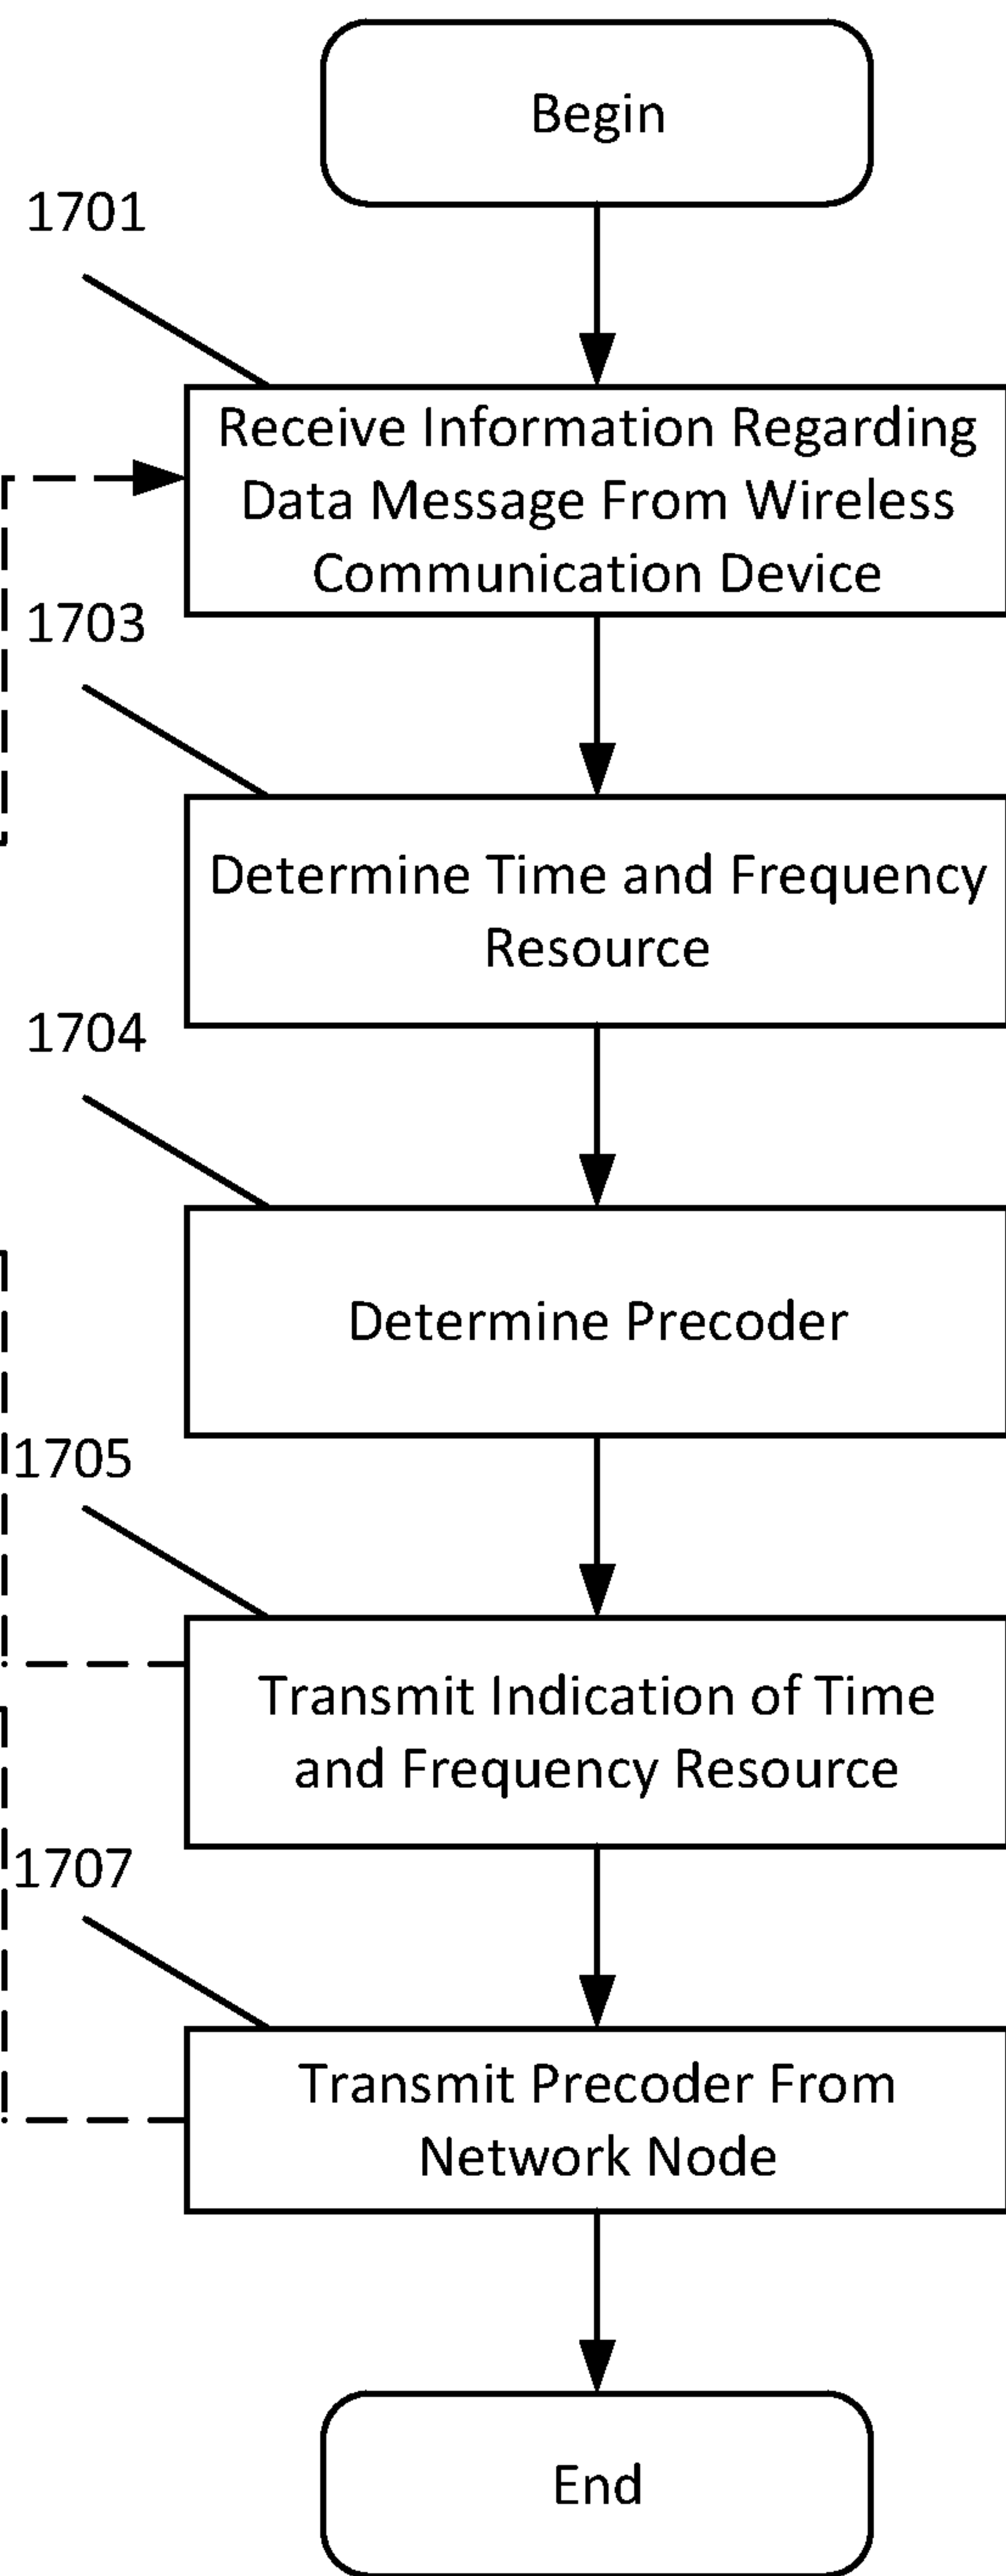 Begin
1701
Receive Information Regarding
Data Message From Wireless
Communication Device
1703
Determine Time and Frequency
Resource
1704
Determine Precoder
1705
Transmit Indication of Time
and Frequency Resource
1707
Transmit Precoder From
Network Node
End